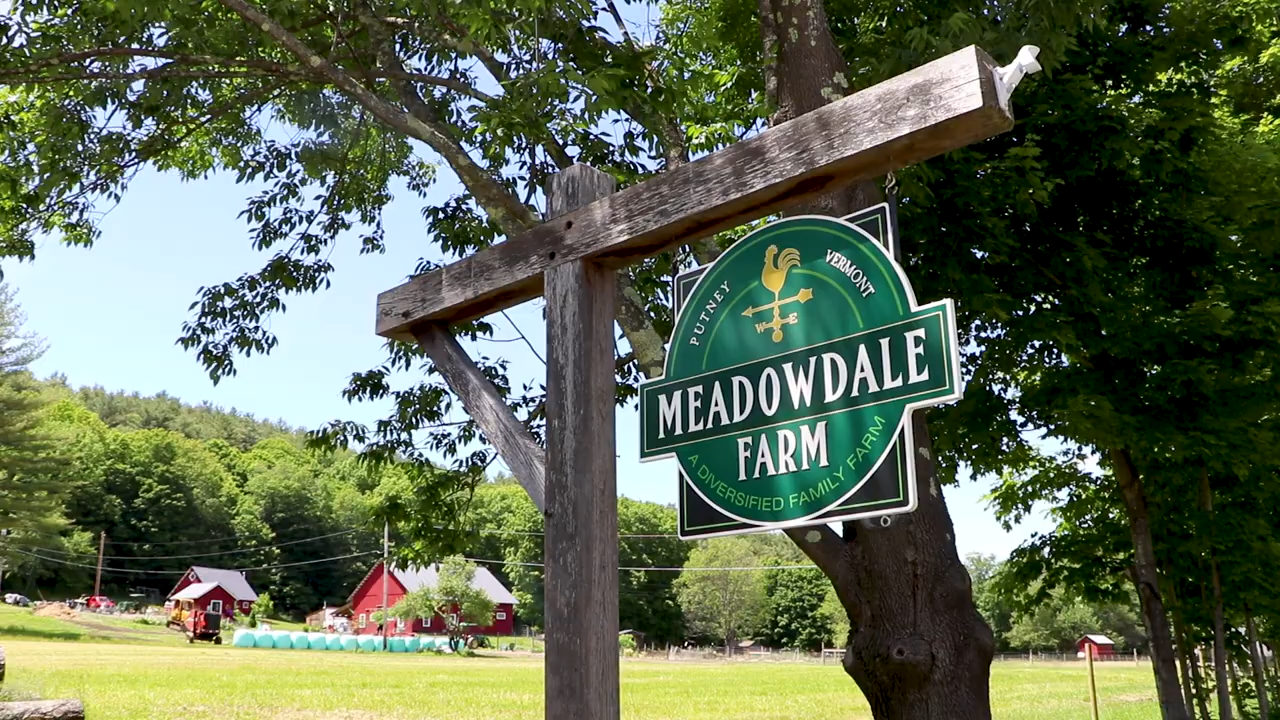 PUTNEY
VERMONT
W E
MEADOWDALE
FARM
A DIVERSIFIED FAMILY FARM